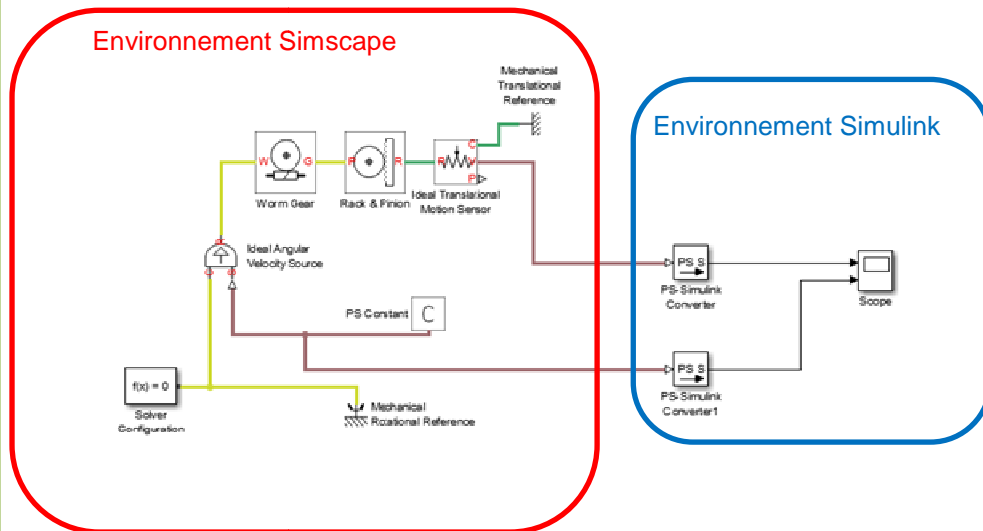 Environnement Simscape
Mechanical
Translational
Reference
Environnement Simulink
C
W
G
P
R
R
V
P
Worm Gear
Rack & Pinion
Ideal Translational
Motion Sensor
R
Ideal Angular
Velocity Source
C
S
PS S
PS-Simulink
Converter
Scope
PS Constant
C
f(x) = 0
Solver
Configuration
Mechanical
Rotational Reference
PS S
PS-Simulink
Converter1